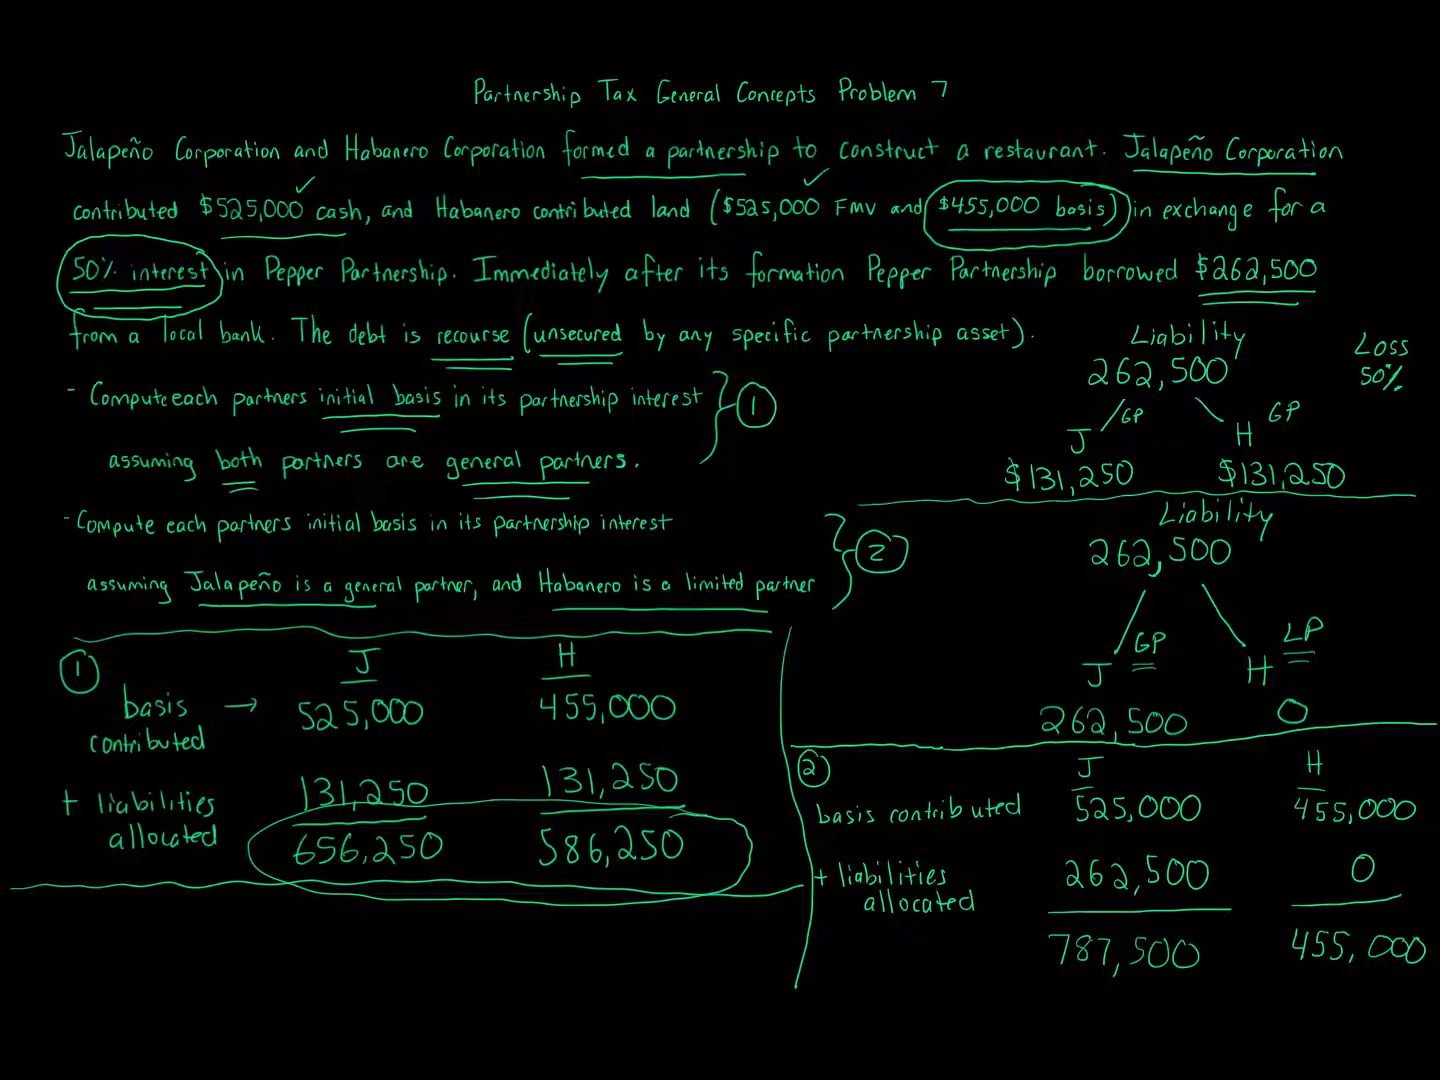 Partnership Tax General Concepts Problem 7
Jalapeño Corporation and Habanero Corporation formed a partnership to construct a restaurant. Jalapeño Corporation
contributed $525,000 cash, and Habanero contributed land ($525,000 FMV and $455,000 basis) in exchange for a
50% interest in Pepper Partnership. Immediately after its formation Pepper Partnership borrowed $262,500
from a local bank. The debt is recourse (unsecured by any specific partnership asset).
- Compute each partners initial basis in its partnership interest
assuming both partners are general partners.
1
- Compute each partners initial basis in its partnership interest
assuming Jalapeño is a general partner, and Habanero is a limited partner
2
Liability
262,500
Loss
50%
GP
GP
J
H
$131,250
$131,250
Liability
262,500
GP
LP
J
H
262,500
0
1
J
H
basis contributed → 525,000
455,000
+ liabilities allocated
131,250
131,250
656,250
586,250
2
J
H
basis contributed
525,000
455,000
+ liabilities allocated
262,500
0
787,500
455,000